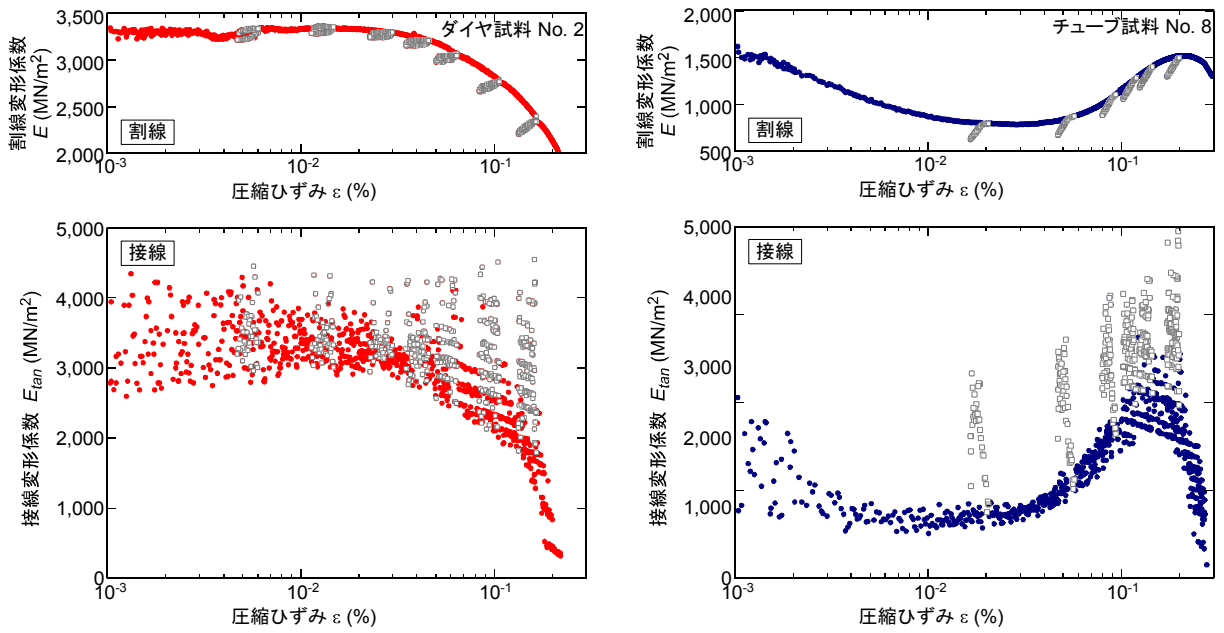 ダイヤ試料 No. 2
割線変形係数
E (MN/m²)
3,500
3,000
2,500
2,000
割線
10⁻³
10⁻²
10⁻¹
圧縮ひずみ ε (%)
チューブ試料 No. 8
割線変形係数
E (MN/m²)
2,000
1,500
1,000
500
割線
10⁻³
10⁻²
10⁻¹
圧縮ひずみ ε (%)
接線
接線変形係数 Etan (MN/m²)
5,000
4,000
3,000
2,000
1,000
0
10⁻³
10⁻²
10⁻¹
圧縮ひずみ ε (%)
接線
接線変形係数 Etan (MN/m²)
5,000
4,000
3,000
2,000
1,000
0
10⁻³
10⁻²
10⁻¹
圧縮ひずみ ε (%)